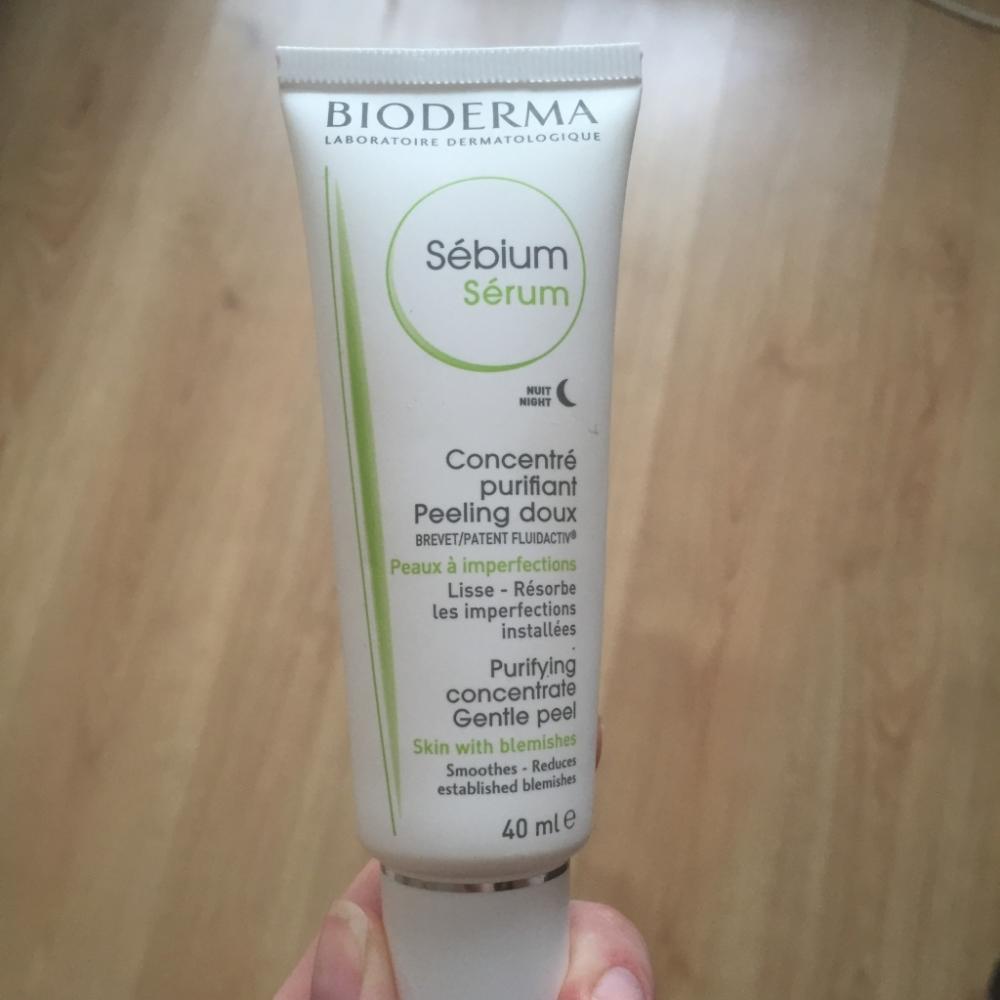 BIODERMA
LABORATOIRE DERMATOLOGIQUE
Sébium
Sérum
NUIT
NIGHT
Concentré
purifiant
Peeling doux
BREVET/PATENT FLUIDACTIV®
Peaux à imperfections
Lisse - Résorbe
les imperfections
installées
Purifying
concentrate
Gentle peel
Skin with blemishes
Smoothes - Reduces
established blemishes
40 ml e